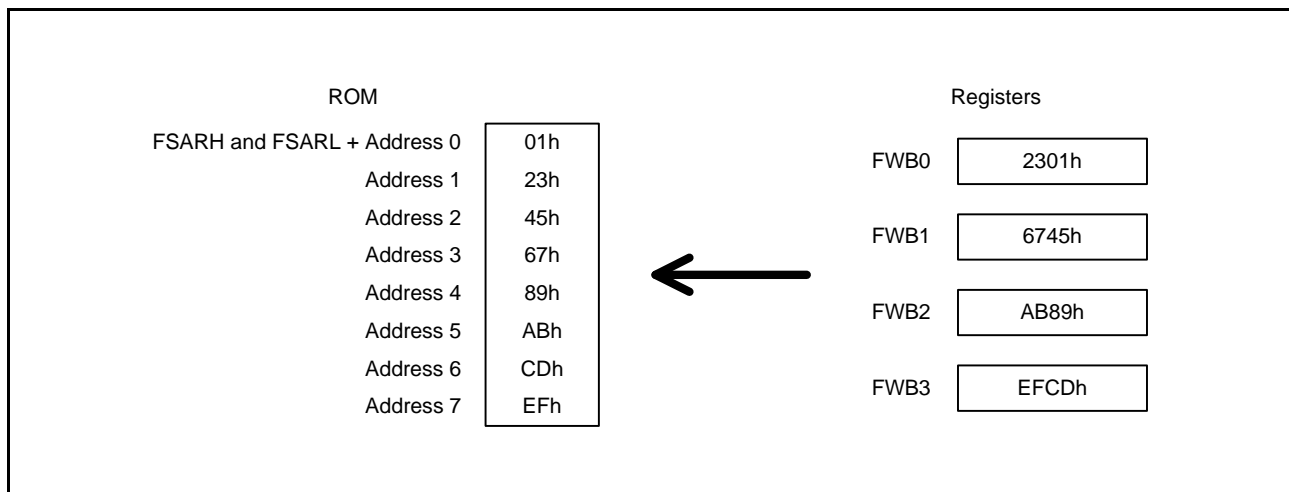 ROM
FSARH and FSARL + Address 0 01h
Address 1 23h
Address 2 45h
Address 3 67h
Address 4 89h
Address 5 ABh
Address 6 CDh
Address 7 EFh
Registers
FWB0 2301h
FWB1 6745h
FWB2 AB89h
FWB3 EFCDh